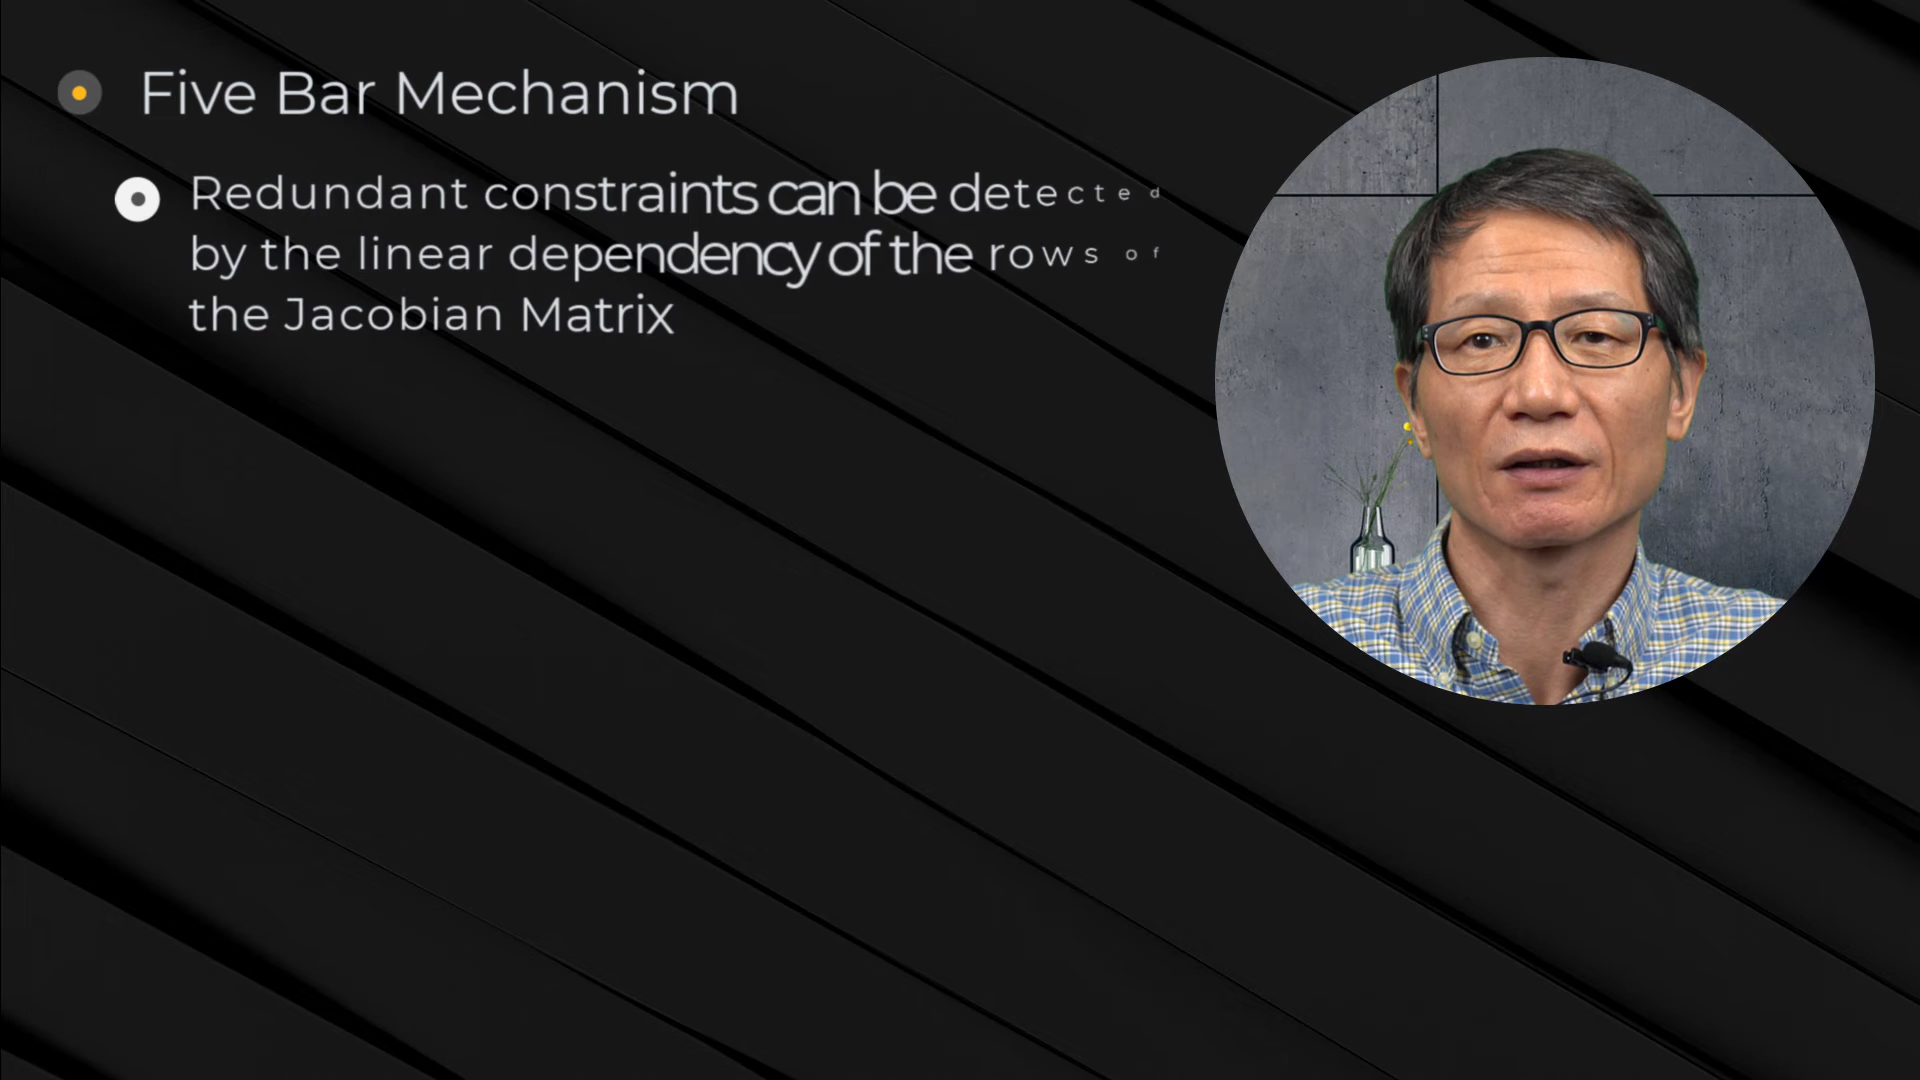 Five Bar Mechanism
Redundant constraints can be detected
by the linear dependency of the rows of
the Jacobian Matrix